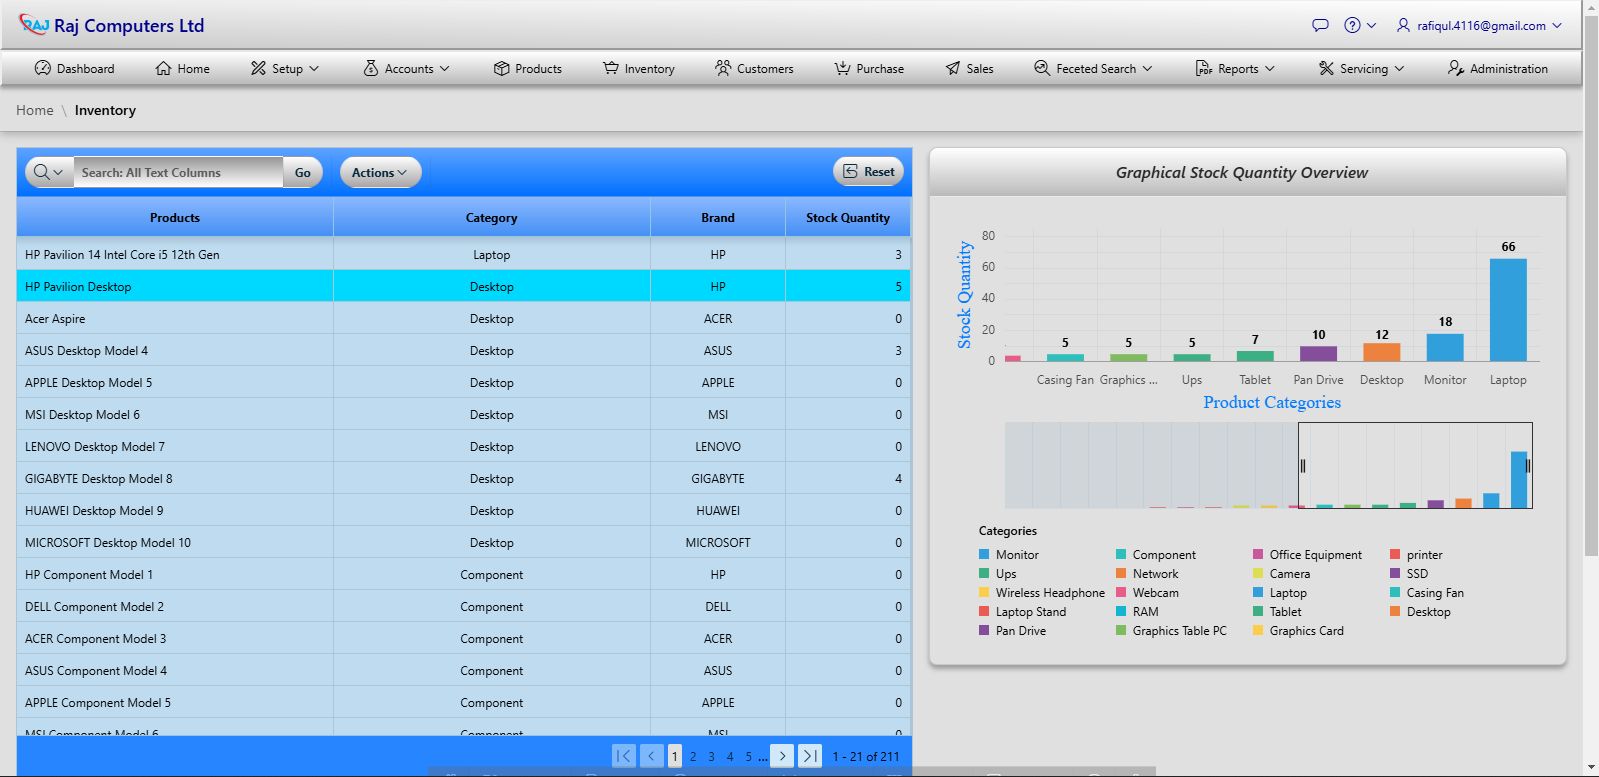 RAJ Raj Computers Ltd
rafiqul.4116@gmail.com
Dashboard Home Setup Accounts Products Inventory Customers Purchase Sales Feceted Search Reports Servicing Administration
Home \ Inventory
Search: All Text Columns Go Actions Reset
Products Category Brand Stock Quantity
HP Pavilion 14 Intel Core i5 12th Gen Laptop HP 3
HP Pavilion Desktop Desktop HP 5
Acer Aspire Desktop ACER 0
ASUS Desktop Model 4 Desktop ASUS 3
APPLE Desktop Model 5 Desktop APPLE 0
MSI Desktop Model 6 Desktop MSI 0
LENOVO Desktop Model 7 Desktop LENOVO 0
GIGABYTE Desktop Model 8 Desktop GIGABYTE 4
HUAWEI Desktop Model 9 Desktop HUAWEI 0
MICROSOFT Desktop Model 10 Desktop MICROSOFT 0
HP Component Model 1 Component HP 0
DELL Component Model 2 Component DELL 0
ACER Component Model 3 Component ACER 0
ASUS Component Model 4 Component ASUS 0
APPLE Component Model 5 Component APPLE 0
MSI Component Model 6 Component MSI 0
1 2 3 4 5 ... 1 - 21 of 211
Graphical Stock Quantity Overview
Stock Quantity
80
60
40
20
0
5 5 5 7 10 12 18 66
Casing Fan Graphics ... Ups Tablet Pan Drive Desktop Monitor Laptop
Product Categories
Categories
Monitor Component Office Equipment printer
Ups Network Camera SSD
Wireless Headphone Webcam Laptop Casing Fan
Laptop Stand RAM Tablet Desktop
Pan Drive Graphics Table PC Graphics Card